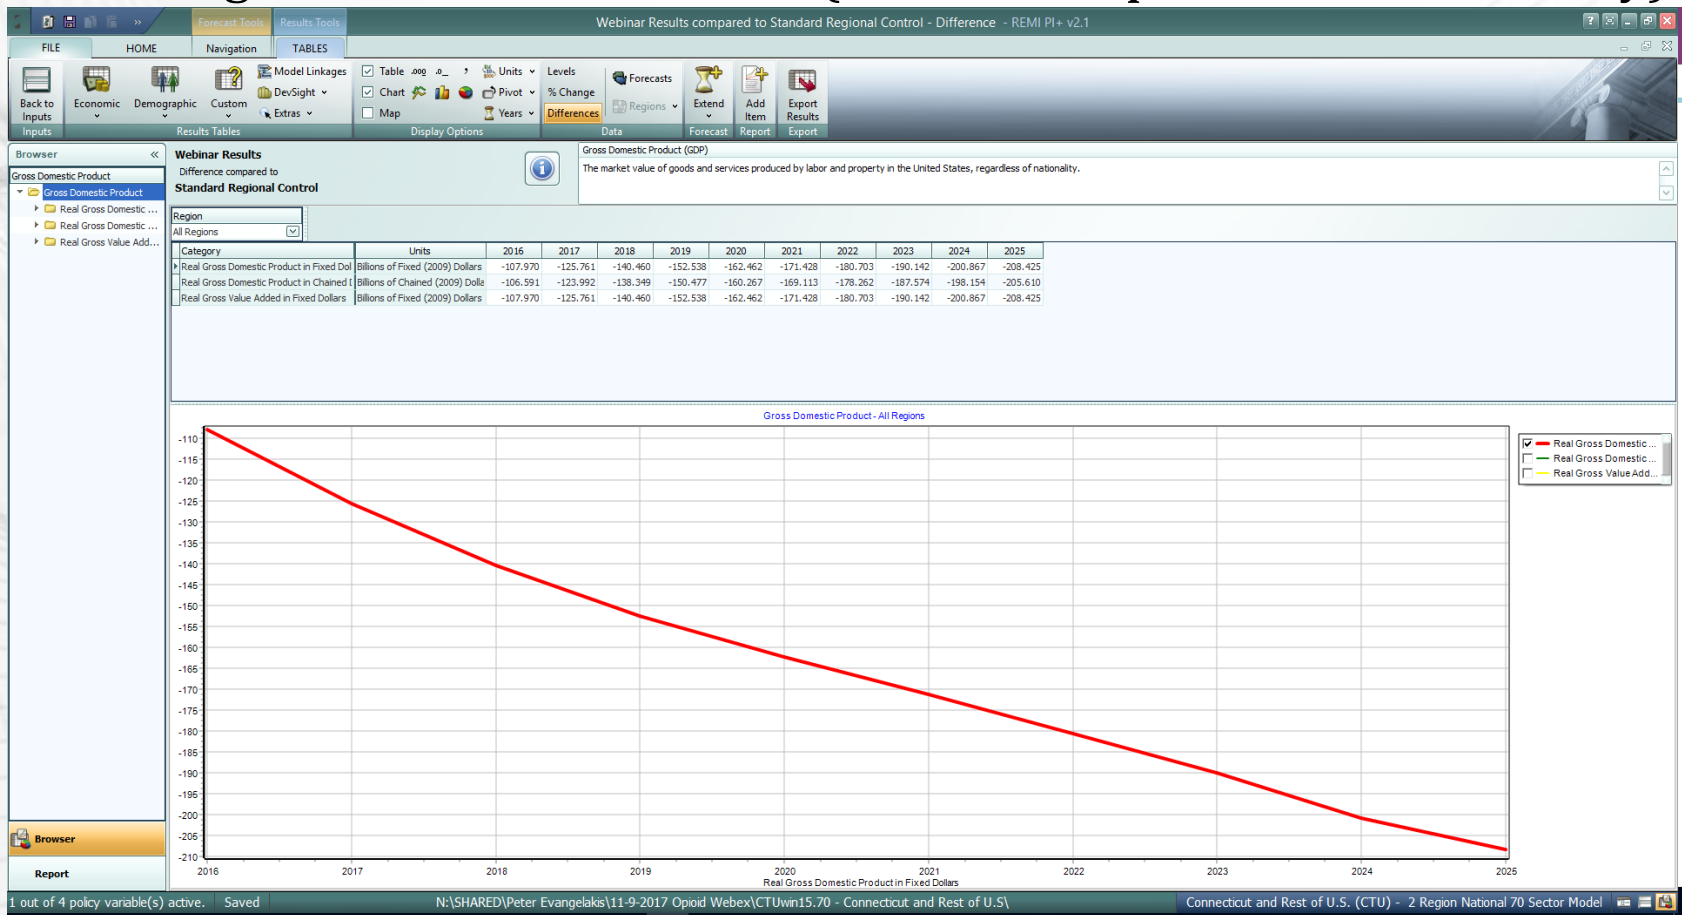 Webinar Results compared to Standard Regional Control - Difference - REMI PI+ v2.1
Forecast Tools Results Tools
FILE HOME Navigation TABLES
Back to Inputs
Economic
Demographic
Custom
Model Linkages
DevSight
Extras
Table .000 .0_ ,
Chart
Map
Units
Pivot
Years
Levels
% Change
Differences
Forecasts
Regions
Extend
Add Item
Export Results
Inputs Results Tables Display Options Data Forecast Report Export
Browser «
Gross Domestic Product
Gross Domestic Product
Real Gross Domestic ...
Real Gross Domestic ...
Real Gross Value Add...
Webinar Results
Difference compared to
Standard Regional Control
Gross Domestic Product (GDP)
The market value of goods and services produced by labor and property in the United States, regardless of nationality.
Region
All Regions
Category Units 2016 2017 2018 2019 2020 2021 2022 2023 2024 2025
Real Gross Domestic Product in Fixed Dol Billions of Fixed (2009) Dollars -107.970 -125.761 -140.460 -152.538 -162.462 -171.428 -180.703 -190.142 -200.867 -208.425
Real Gross Domestic Product in Chained Billions of Chained (2009) Dolla -106.591 -123.992 -138.349 -150.477 -160.267 -169.113 -178.262 -187.574 -198.154 -205.610
Real Gross Value Added in Fixed Dollars Billions of Fixed (2009) Dollars -107.970 -125.761 -140.460 -152.538 -162.462 -171.428 -180.703 -190.142 -200.867 -208.425
Gross Domestic Product - All Regions
-110
-115
-120
-125
-130
-135
-140
-145
-150
-155
-160
-165
-170
-175
-180
-185
-190
-195
-200
-205
-210
2016 2017 2018 2019 2020 2021 2022 2023 2024 2025
Real Gross Domestic Product in Fixed Dollars
Real Gross Domestic ...
Real Gross Domestic ...
Real Gross Value Add...
Browser
Report
1 out of 4 policy variable(s) active. Saved N:\SHARED\Peter Evangelakis\11-9-2017 Opioid Webex\CTUwin15.70 - Connecticut and Rest of U.S\ Connecticut and Rest of U.S. (CTU) - 2 Region National 70 Sector Model